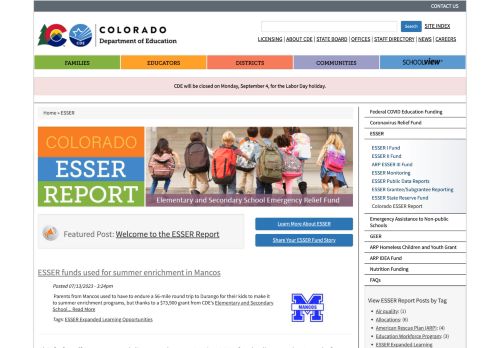 CONTACT US
COLORADO
Department of Education
CDE
Search
SITE INDEX
LICENSING | ABOUT CDE | STATE BOARD | OFFICES | STAFF DIRECTORY | NEWS | CAREERS
FAMILIES
EDUCATORS
DISTRICTS
COMMUNITIES
SCHOOLVIEW
CDE will be closed on Monday, September 4, for the Labor Day holiday.
Home » ESSER
COLORADO
ESSER
REPORT
Elementary and Secondary School Emergency Relief Fund
Featured Post: Welcome to the ESSER Report
Learn More About ESSER
Share Your ESSER Fund Story
ESSER funds used for summer enrichment in Mancos
Posted 07/13/2023 - 3:24pm
Parents from Mancos used to have to endure a 56-mile round trip to Durango for their kids to make it
to summer enrichment programs, but thanks to a $73,900 grant from CDE's Elementary and Secondary
School... Read More
Tags: ESSER Expanded Learning Opportunities
MANCOS
Federal COVID Education Funding
Coronavirus Relief Fund
ESSER
ESSER I Fund
ESSER II Fund
ARP ESSER III Fund
ESSER Monitoring
ESSER Public Data Reports
ESSER Grantee/Subgrantee Reporting
ESSER State Reserve Fund
Colorado ESSER Report
Emergency Assistance to Non-public
Schools
GEER
ARP Homeless Children and Youth Grant
ARP IDEA Fund
Nutrition Funding
FAQs
View ESSER Report Posts by Tag
Air quality: (1)
Allocations: (6)
American Rescue Plan (ARP): (4)
Education Workforce Program: (3)
ESSER Expanded Learning